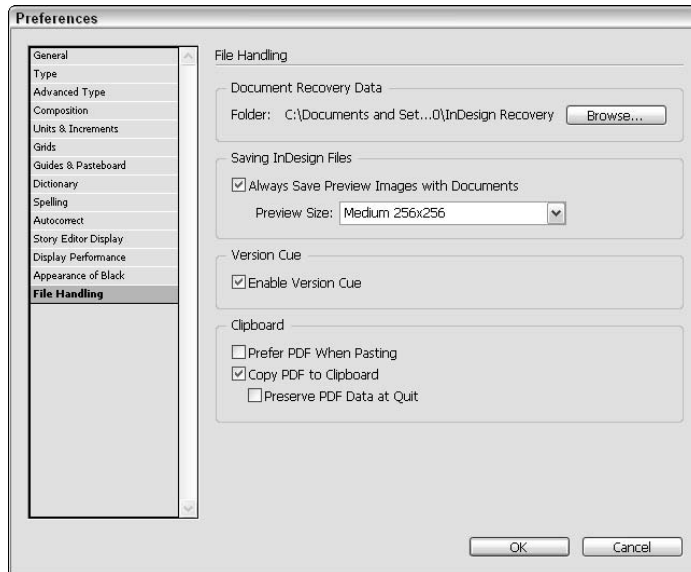 Preferences
General
Type
Advanced Type
Composition
Units & Increments
Grids
Guides & Pasteboard
Dictionary
Spelling
Autocorrect
Story Editor Display
Display Performance
Appearance of Black
File Handling
File Handling
Document Recovery Data
Folder: C:\Documents and Set...0\InDesign Recovery Browse...
Saving InDesign Files
Always Save Preview Images with Documents
Preview Size: Medium 256x256
Version Cue
Enable Version Cue
Clipboard
Prefer PDF When Pasting
Copy PDF to Clipboard
Preserve PDF Data at Quit
OK Cancel